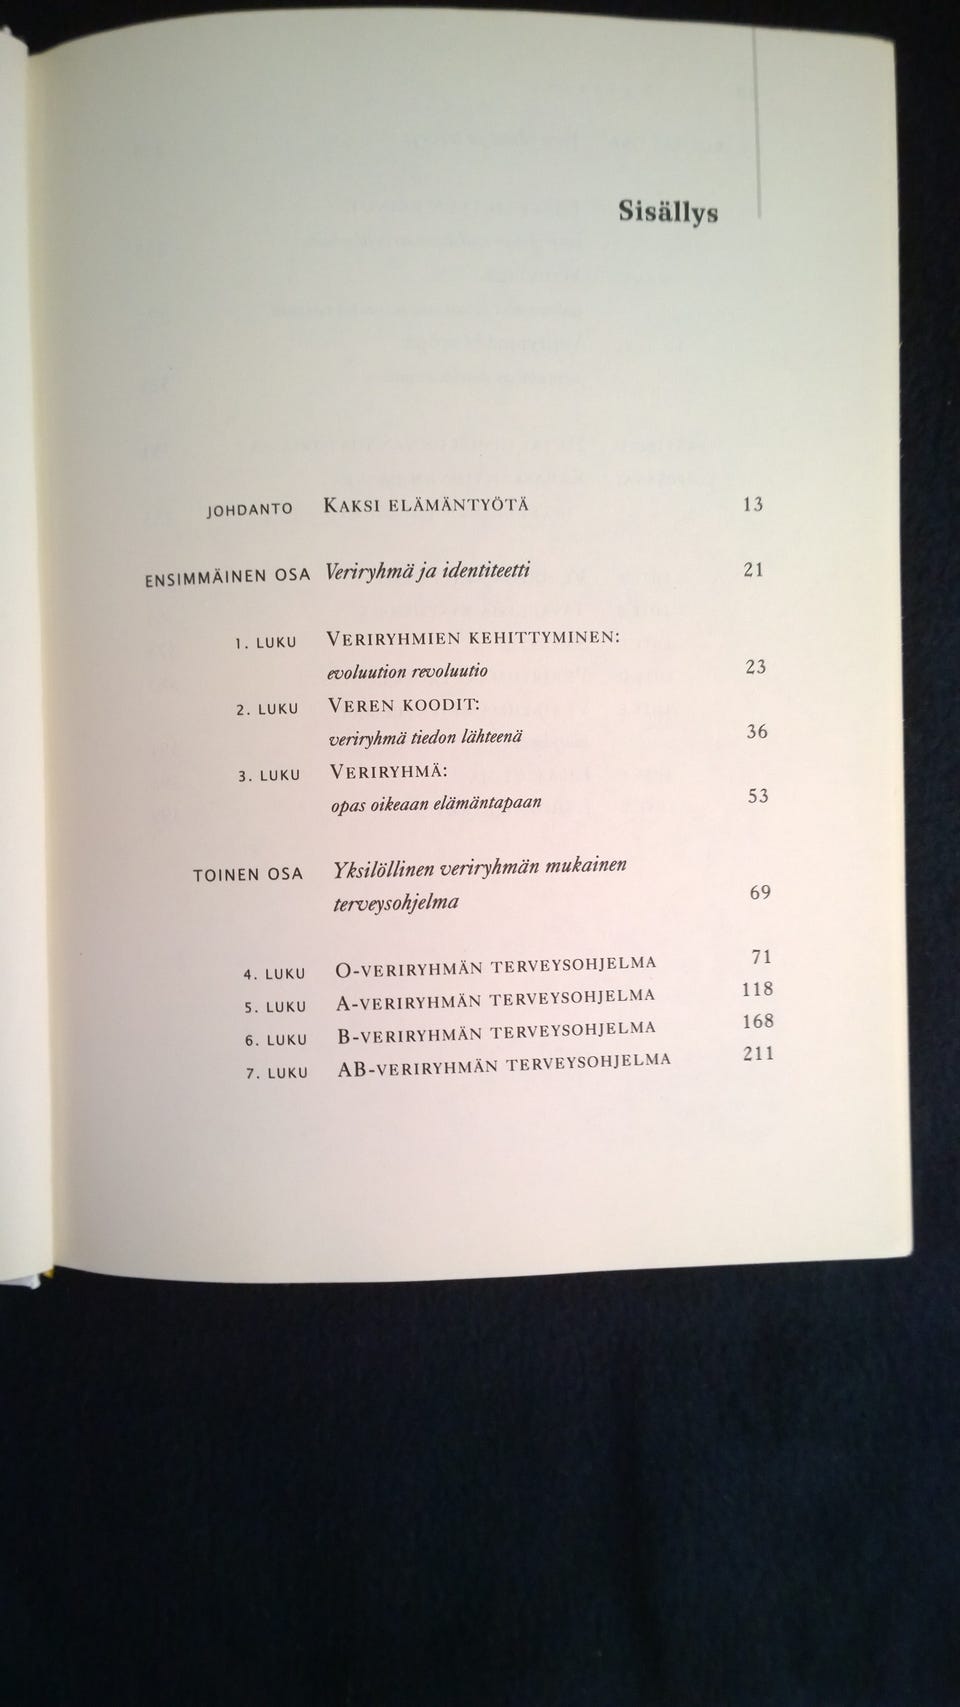 Sisällys
JOHDANTO KAKSI ELÄMÄNTYÖTÄ 13
ENSIMMÄINEN OSA Veriryhmä ja identiteetti 21
1. LUKU VERIRYHMIEN KEHITTYMINEN:
evoluution revoluutio 23
2. LUKU VEREN KOODIT:
veriryhmä tiedon lähteenä 36
3. LUKU VERIRYHMÄ:
opas oikeaan elämäntapaan 53
TOINEN OSA Yksilöllinen veriryhmän mukainen
terveysohjelma 69
4. LUKU O-VERIRYHMÄN TERVEYSOHJELMA 71
5. LUKU A-VERIRYHMÄN TERVEYSOHJELMA 118
6. LUKU B-VERIRYHMÄN TERVEYSOHJELMA 168
7. LUKU AB-VERIRYHMÄN TERVEYSOHJELMA 211